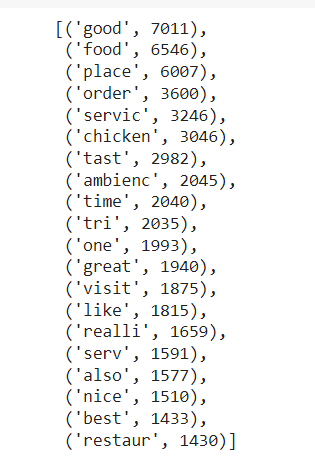 [('good', 7011),
('food', 6546),
('place', 6007),
('order', 3600),
('servic', 3246),
('chicken', 3046),
('tast', 2982),
('ambienc', 2045),
('time', 2040),
('tri', 2035),
('one', 1993),
('great', 1940),
('visit', 1875),
('like', 1815),
('realli', 1659),
('serv', 1591),
('also', 1577),
('nice', 1510),
('best', 1433),
('restaur', 1430)]